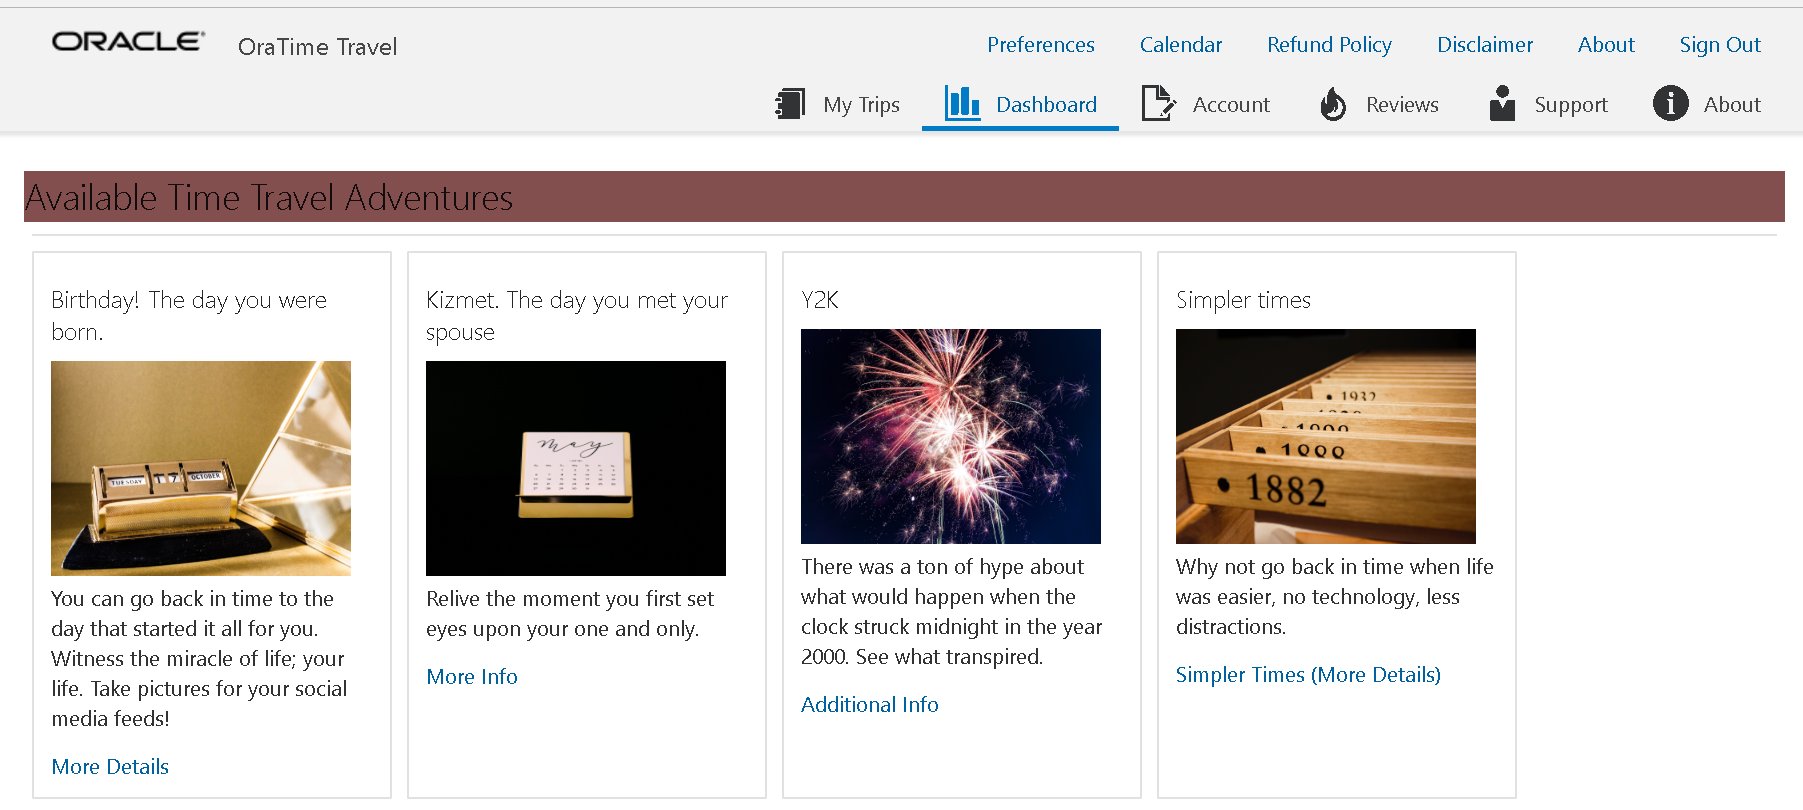 ORACLE OraTime Travel
Preferences Calendar Refund Policy Disclaimer About Sign Out
My Trips Dashboard Account Reviews Support About
Available Time Travel Adventures
Birthday! The day you were
born.
TUESDAY 17 OCTOBER
You can go back in time to the
day that started it all for you.
Witness the miracle of life; your
life. Take pictures for your social
media feeds!
More Details
Kizmet. The day you met your
spouse
may
Relive the moment you first set
eyes upon your one and only.
More Info
Y2K
There was a ton of hype about
what would happen when the
clock struck midnight in the year
2000. See what transpired.
Additional Info
Simpler times
1932
1882
Why not go back in time when life
was easier, no technology, less
distractions.
Simpler Times (More Details)